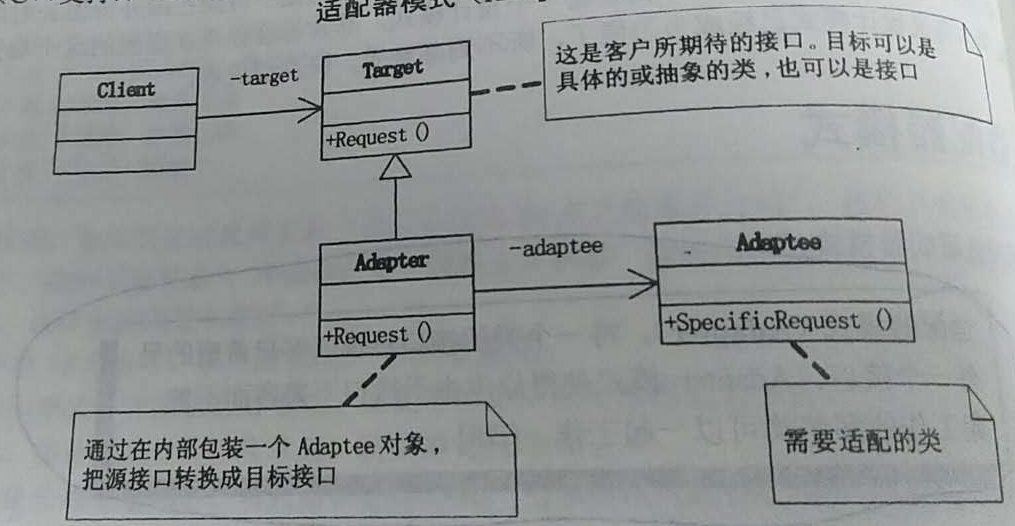 适配器模式
这是客户所期待的接口。目标可以是
具体的或抽象的类，也可以是接口
Client
-target
Target
+Request()
Adapter
+Request()
-adaptee
Adaptee
+SpecificRequest ()
通过在内部包装一个 Adaptee 对象，
把源接口转换成目标接口
需要适配的类